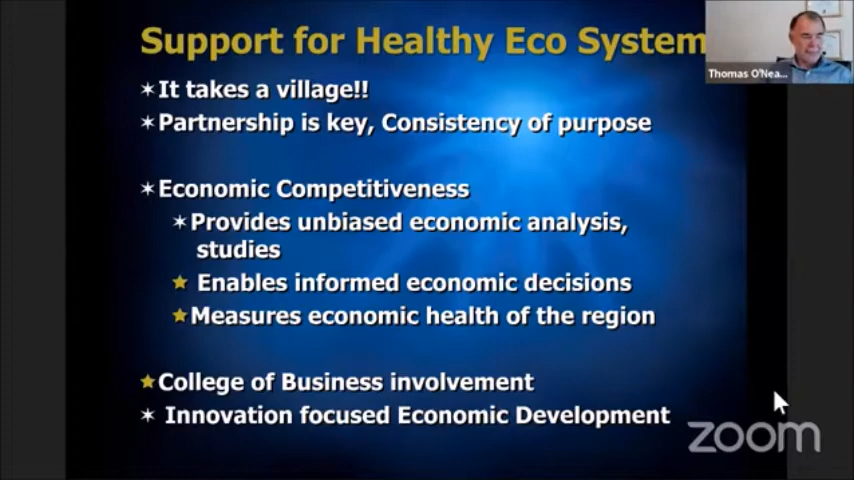 Support for Healthy Eco System
Thomas O'Nea...
It takes a village!!
Partnership is key, Consistency of purpose
Economic Competitiveness
Provides unbiased economic analysis,
studies
Enables informed economic decisions
Measures economic health of the region
College of Business involvement
Innovation focused Economic Development
zoom